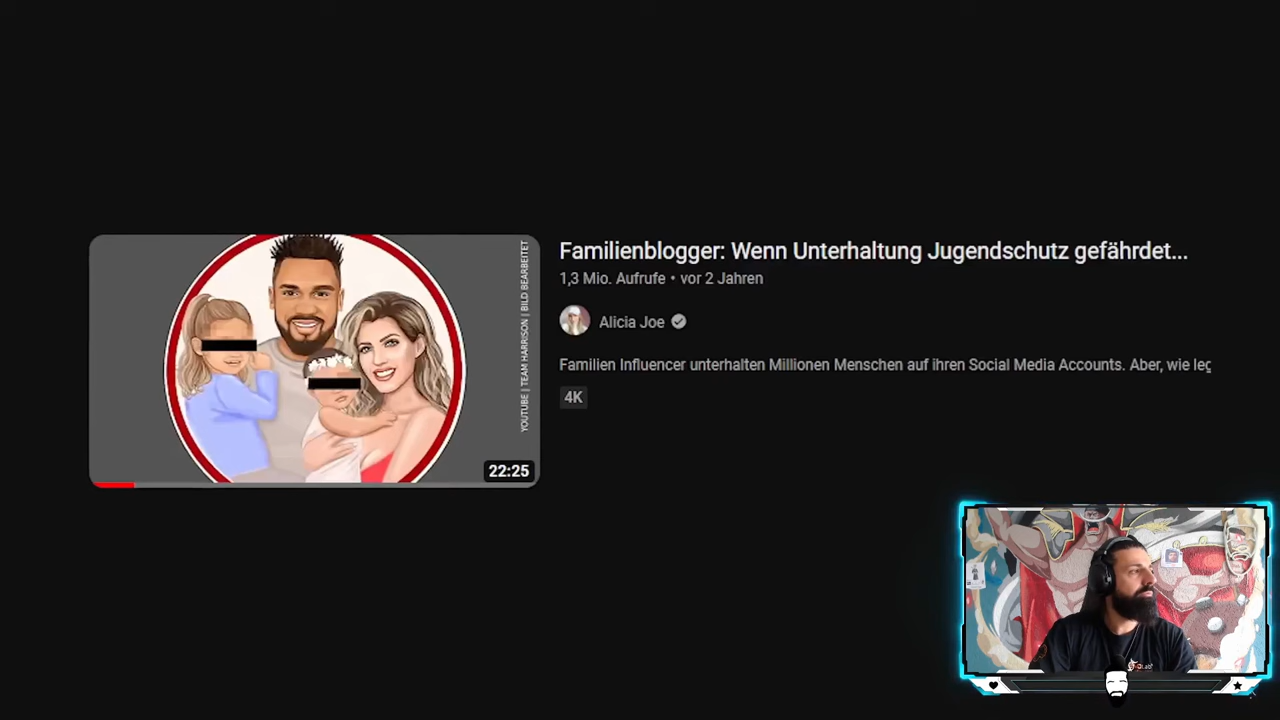 Familienblogger: Wenn Unterhaltung Jugendschutz gefährdet...
1,3 Mio. Aufrufe • vor 2 Jahren
Alicia Joe
Familien Influencer unterhalten Millionen Menschen auf ihren Social Media Accounts. Aber, wie leg
4K
YOUTUBE | TEAM HARRISON | BILD BEARBEITET
22:25